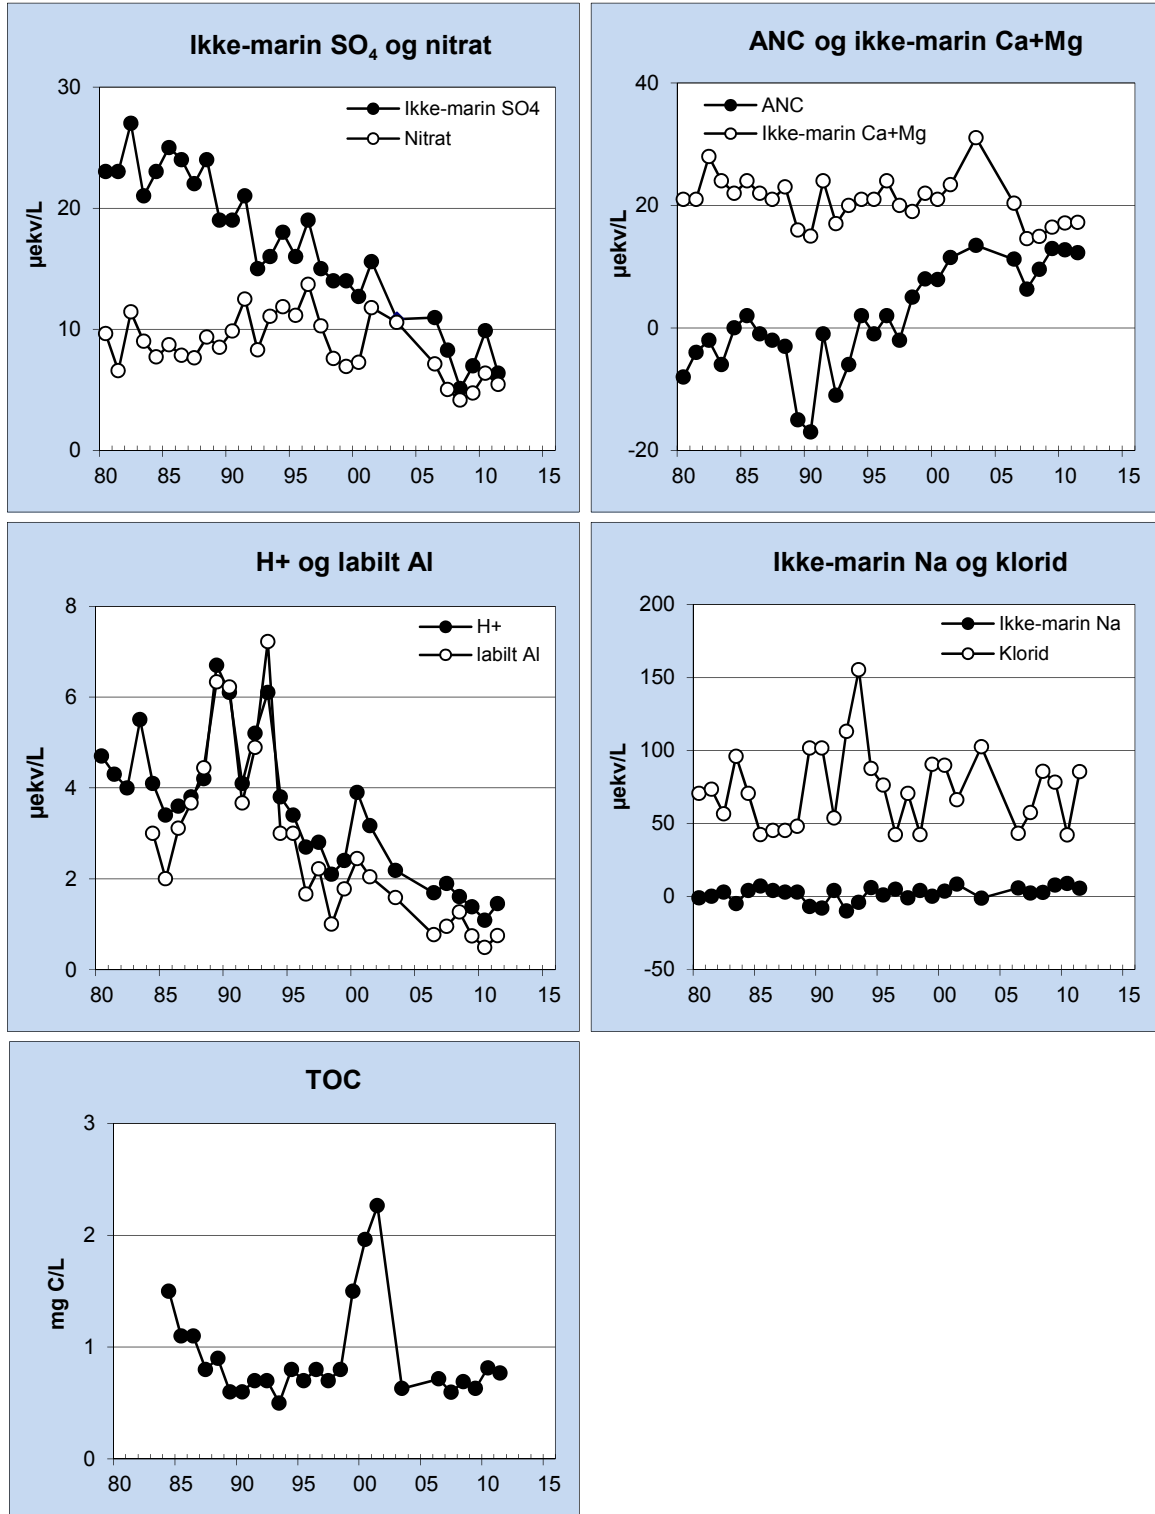 Ikke-marin SO4 og nitrat
30
20
10
0
µekv/L
Ikke-marin SO4
Nitrat
80 85 90 95 00 05 10 15
ANC og ikke-marin Ca+Mg
40
20
0
-20
µekv/L
ANC
Ikke-marin Ca+Mg
80 85 90 95 00 05 10 15
H+ og labilt Al
8
6
4
2
0
µekv/L
H+
labilt Al
80 85 90 95 00 05 10 15
Ikke-marin Na og klorid
200
150
100
50
0
-50
µekv/L
Ikke-marin Na
Klorid
80 85 90 95 00 05 10 15
TOC
3
2
1
0
mg C/L
80 85 90 95 00 05 10 15